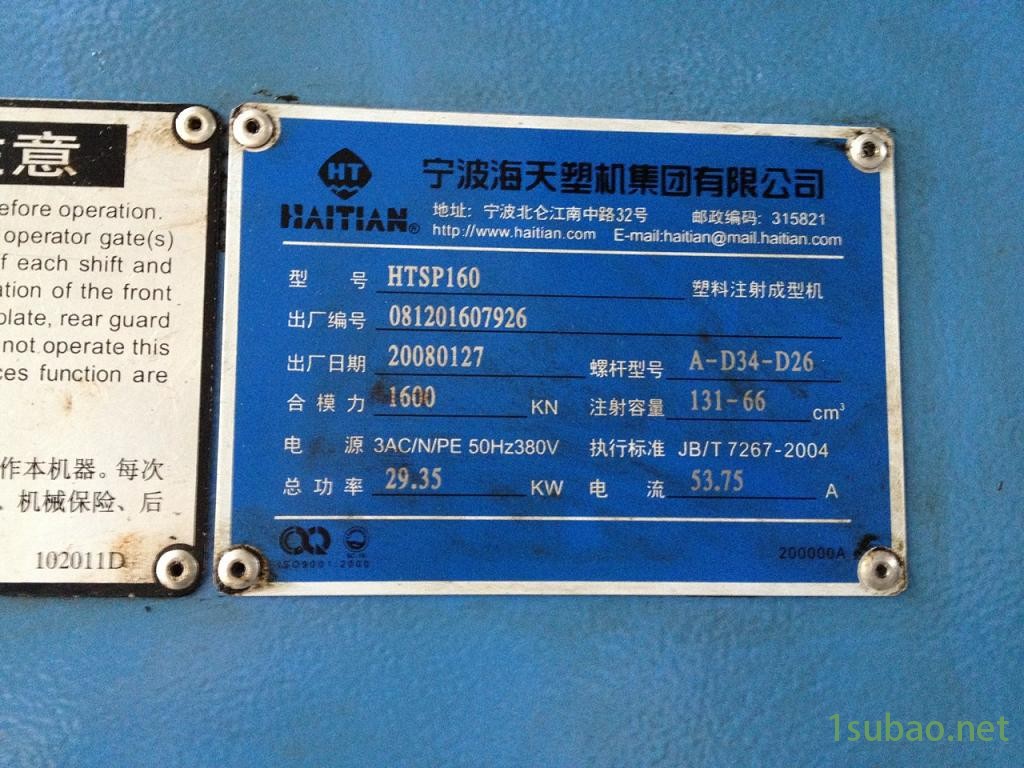 意
efore operation.
operator gate(s)
f each shift and
ation of the front
plate, rear guard
not operate this
ces function are
作本机器。每次
、机械保险、后
102011D
HT
HAITIAN®
宁波海天塑机集团有限公司
地址: 宁波北仑江南中路32号 邮政编码: 315821
http://www.haitian.com E-mail:haitian@mail.haitian.com
型 号 HTSP160 塑料注射成型机
出厂编号 081201607926
出厂日期 20080127 螺杆型号 A-D34-D26
合模力 1600 KN 注射容量 131-66 cm³
电 源 3AC/N/PE 50Hz380V 执行标准 JB/T 7267-2004
总功率 29.35 KW 电 流 53.75 A
ISO9001:2000
200000A
1subao.net